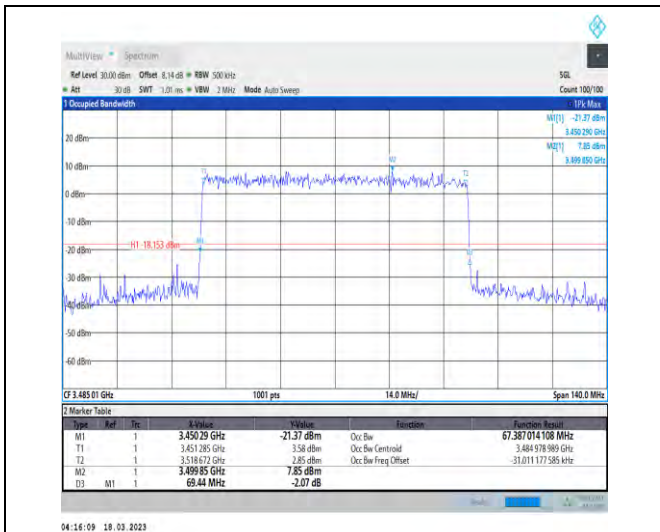 MultiView Spectrum
Ref Level 30.00 dBm Offset 8.14 dB RBW 500 kHz SGL
Att 30 dB SWT 1.01 ms VBW 2 MHz Mode Auto Sweep Count 100/100
1 Occupied Bandwidth 1Pk Max
M1[1] -21.37 dBm
3.450 290 GHz
M2[1] 7.85 dBm
3.499 850 GHz
20 dBm
10 dBm
0 dBm
-10 dBm
-20 dBm
-30 dBm
-40 dBm
-50 dBm
-60 dBm
T1
M2
T2
M1
H1 -18.153 dBm
CF 3.485 01 GHz 1001 pts 14.0 MHz/ Span 140.0 MHz
2 Marker Table
Type Ref Trc X-Value Y-Value Function Function Result
M1 1 3.450 29 GHz -21.37 dBm Occ Bw 67.387 014 108 MHz
T1 1 3.451 285 GHz 3.58 dBm Occ Bw Centroid 3.484 978 989 GHz
T2 1 3.518 672 GHz 2.85 dBm Occ Bw Freq Offset -31.011 177 585 kHz
M2 1 3.499 85 GHz 7.85 dBm
D3 M1 1 69.44 MHz -2.07 dB
04:16:09 18.03.2023